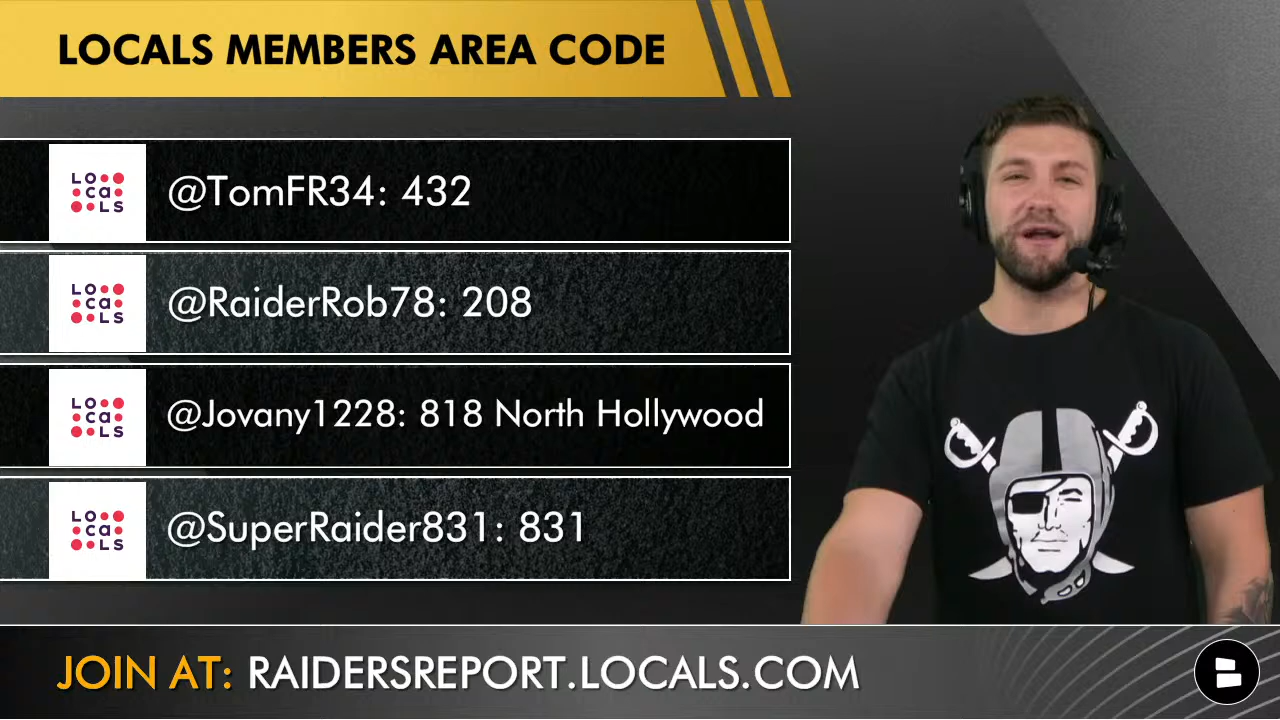 LOCALS MEMBERS AREA CODE
LO
Ca
LS
@TomFR34: 432
LO
Ca
LS
@RaiderRob78: 208
LO
Ca
LS
@Jovany1228: 818 North Hollywood
LO
Ca
LS
@SuperRaider831: 831
JOIN AT: RAIDERSREPORT.LOCALS.COM